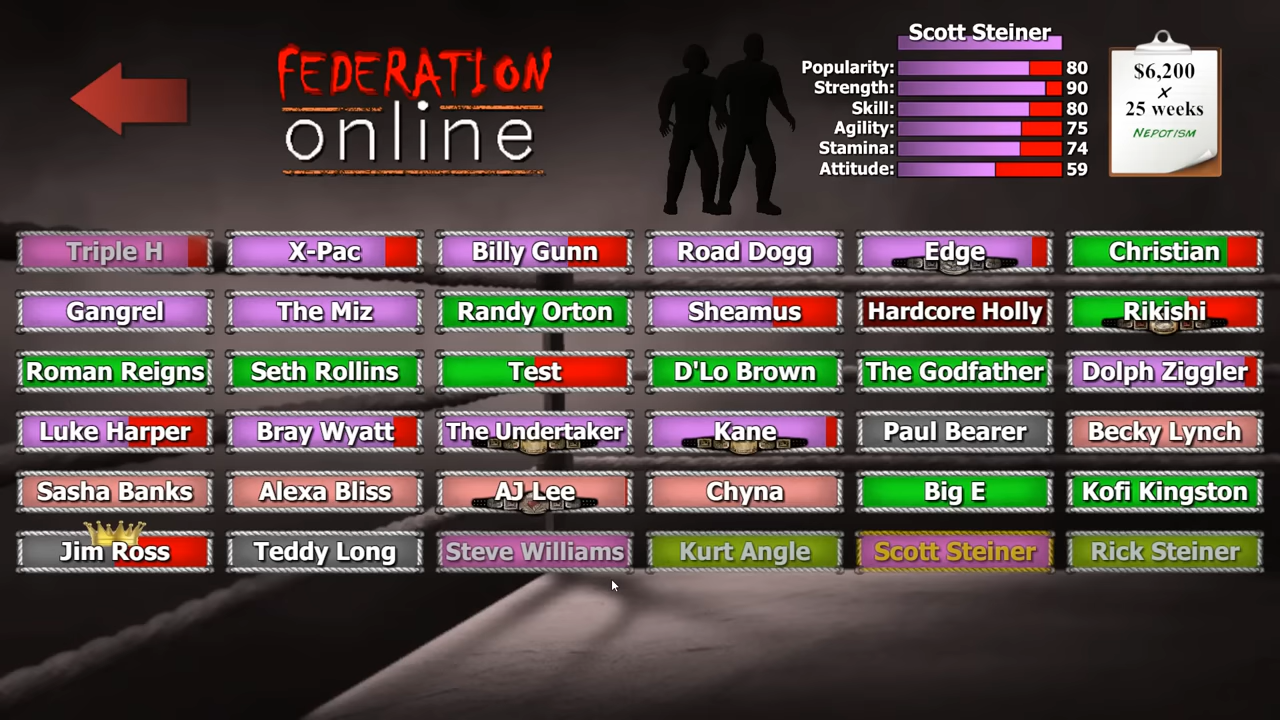 FEDERATION
online
Scott Steiner
Popularity: 80
Strength: 90
Skill: 80
Agility: 75
Stamina: 74
Attitude: 59
$6,200
x
25 weeks
NEPOTISM
Triple H
X-Pac
Billy Gunn
Road Dogg
Edge
Christian
Gangrel
The Miz
Randy Orton
Sheamus
Hardcore Holly
Rikishi
Roman Reigns
Seth Rollins
Test
D'Lo Brown
The Godfather
Dolph Ziggler
Luke Harper
Bray Wyatt
The Undertaker
Kane
Paul Bearer
Becky Lynch
Sasha Banks
Alexa Bliss
AJ Lee
Chyna
Big E
Kofi Kingston
Jim Ross
Teddy Long
Steve Williams
Kurt Angle
Scott Steiner
Rick Steiner